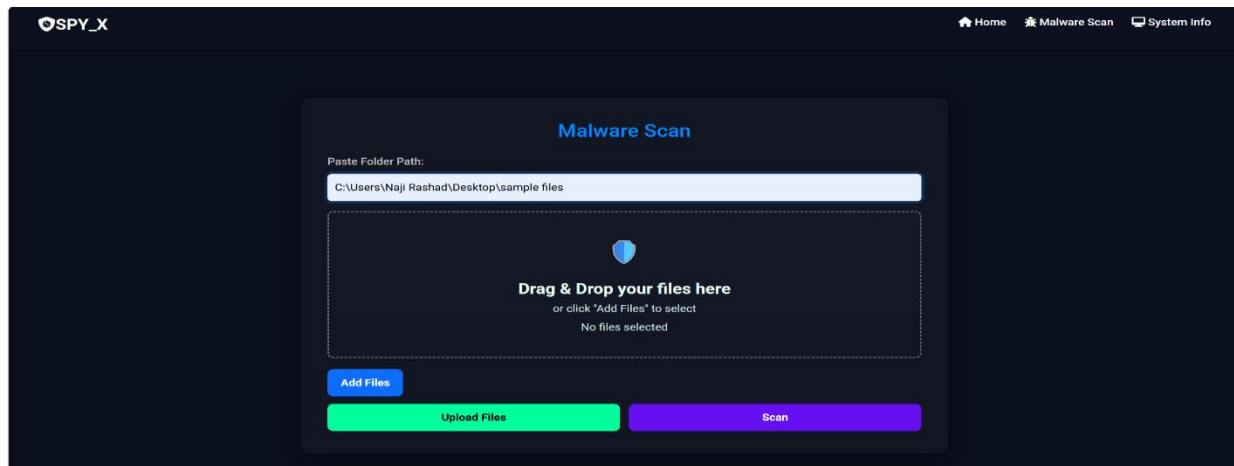 SPY_X
Home Malware Scan System Info
Malware Scan
Paste Folder Path:
C:\Users\Naji Rashad\Desktop\sample files
Drag & Drop your files here
or click "Add Files" to select
No files selected
Add Files
Upload Files Scan